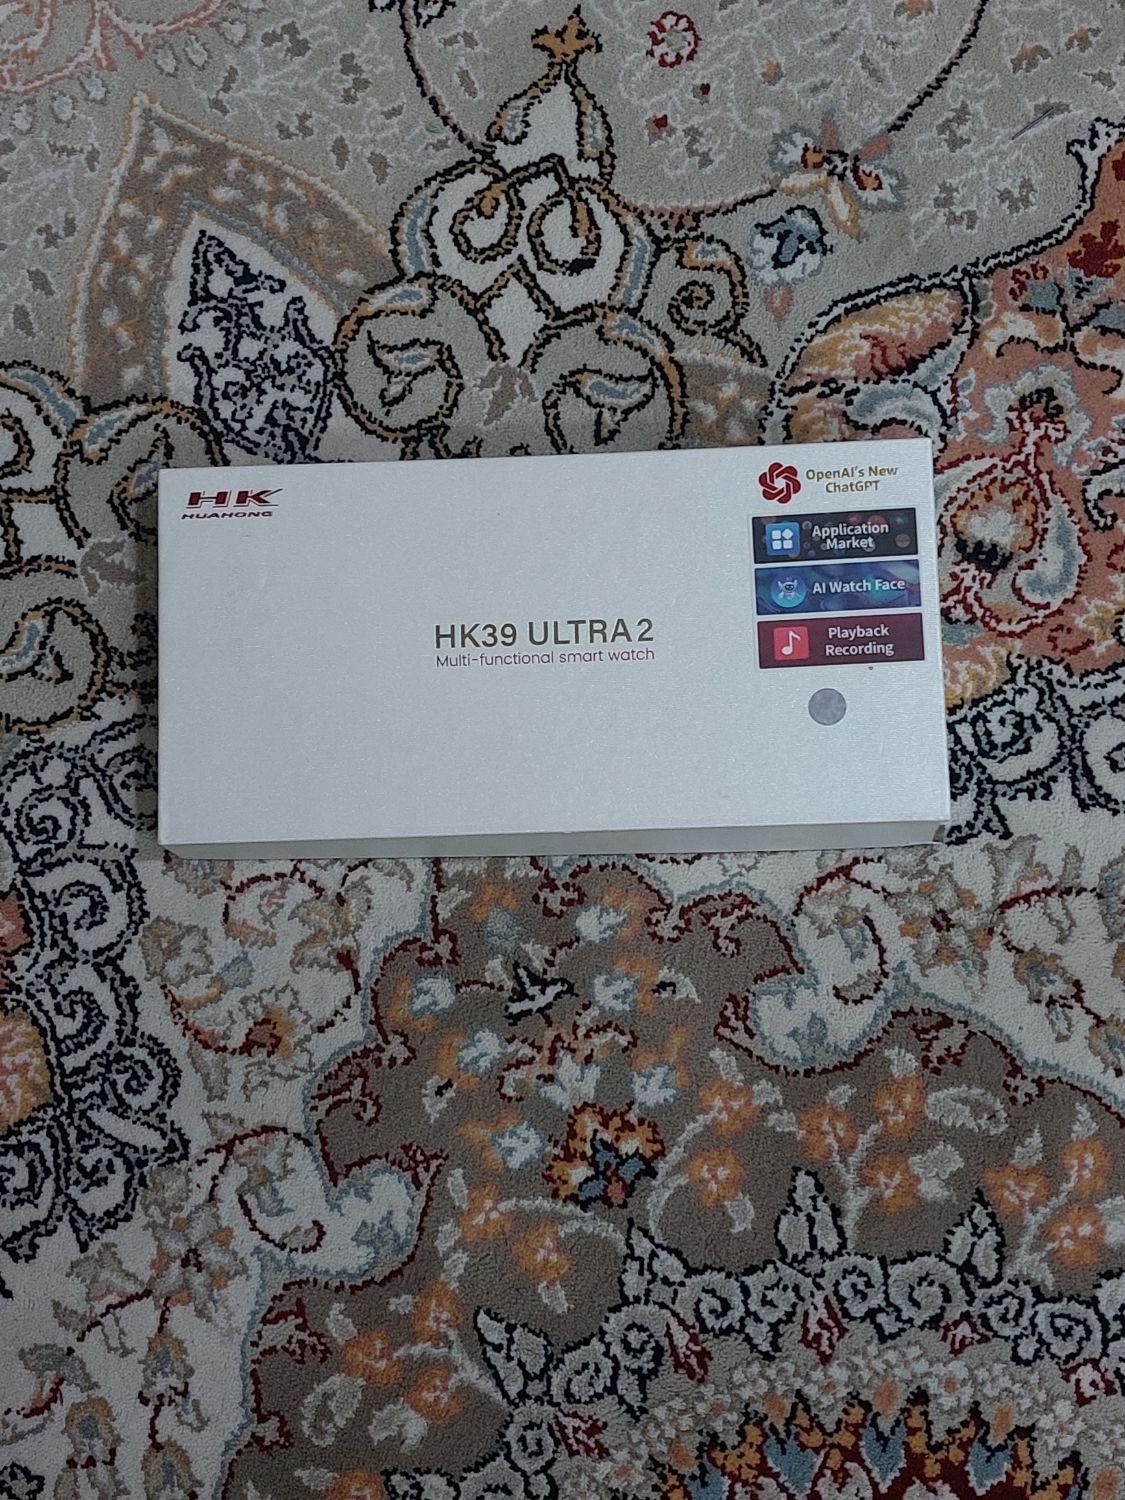 HK
HUAHONG
OpenAI's New
ChatGPT
Application
Market
AI Watch Face
Playback
Recording
HK39 ULTRA 2
Multi-functional smart watch